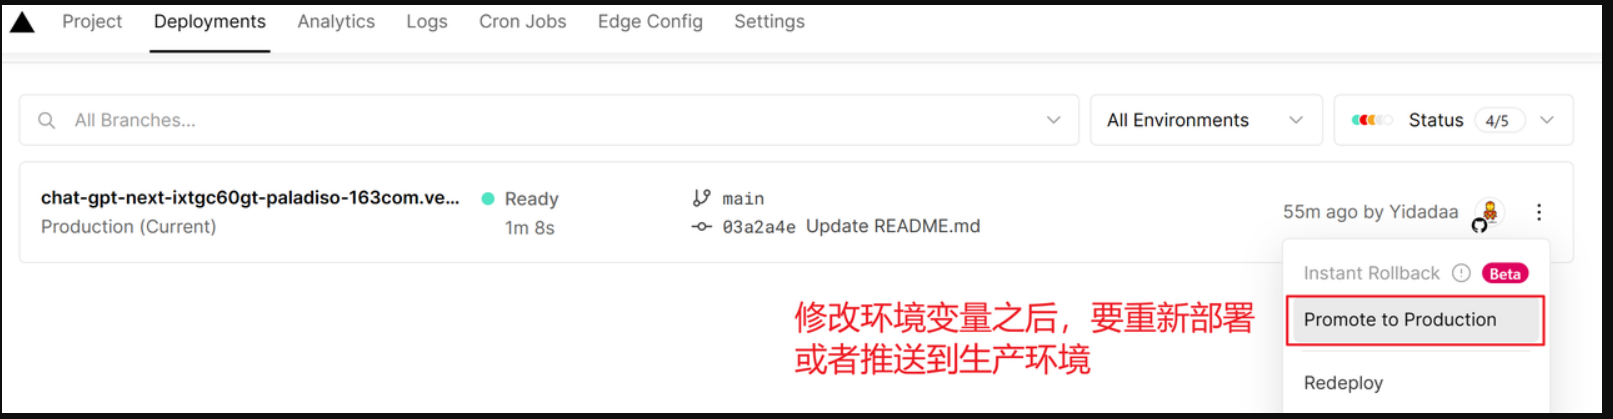 Project Deployments Analytics Logs Cron Jobs Edge Config Settings
All Branches... All Environments Status 4/5
chat-gpt-next-ixtgc60gt-paladiso-163com.ve... Ready main
Production (Current) 1m 8s 03a2a4e Update README.md
55m ago by Yidadaa
Instant Rollback Beta
修改环境变量之后，要重新部署
或者推送到生产环境
Promote to Production
Redeploy